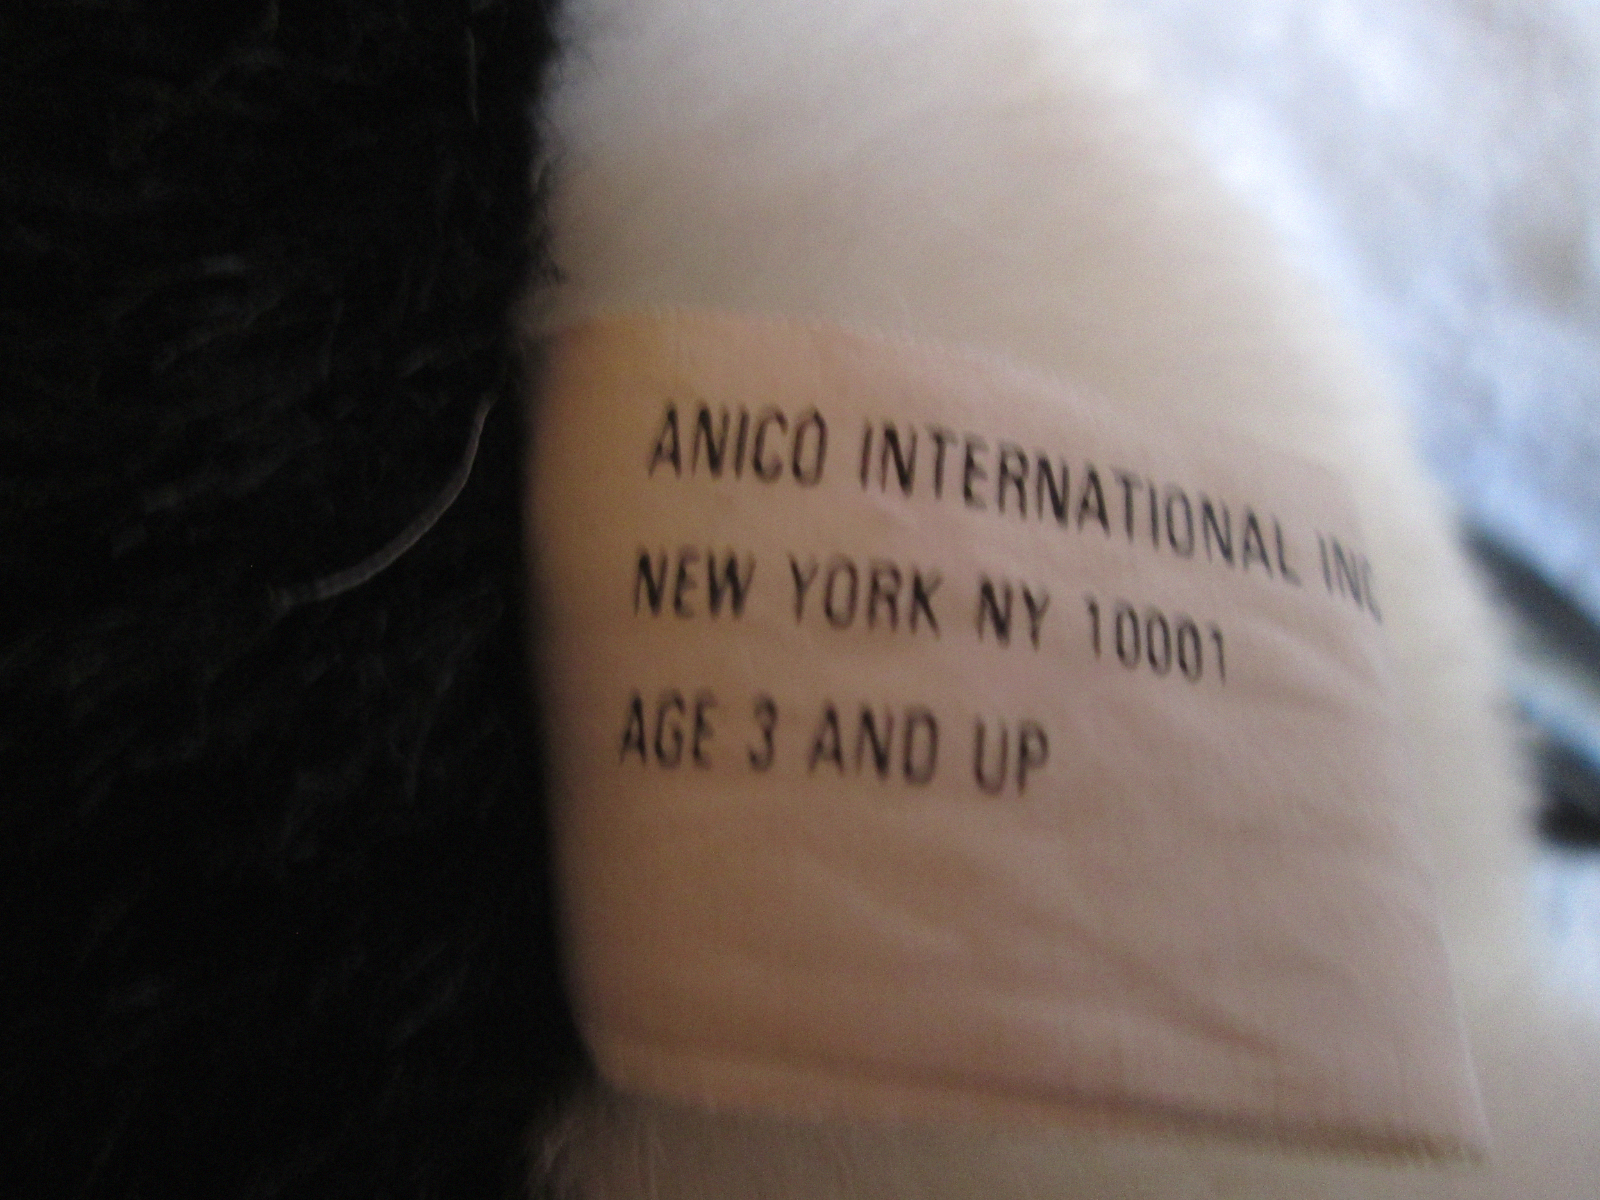 ANICO INTERNATIONAL INC
NEW YORK NY 10001
AGE 3 AND UP